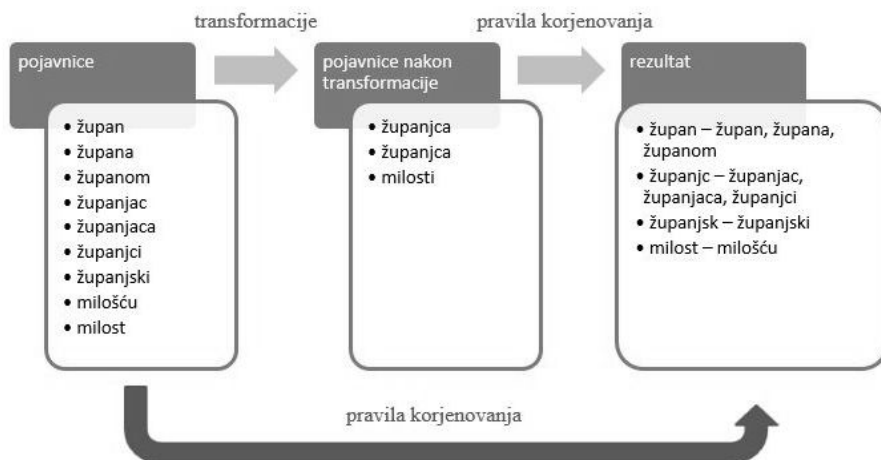 transformacije
pravila korjenovanja
pojavnice
pojavnice nakon
transformacije
rezultat
• župan
• župana
• županom
• županjac
• županjaca
• županjci
• županjski
• milošću
• milost
• županjca
• županjca
• milosti
• župan – župan, župana,
županom
• županjc – županjac,
županjaca, županjci
• županjsk – županjski
• milost – milošću
pravila korjenovanja